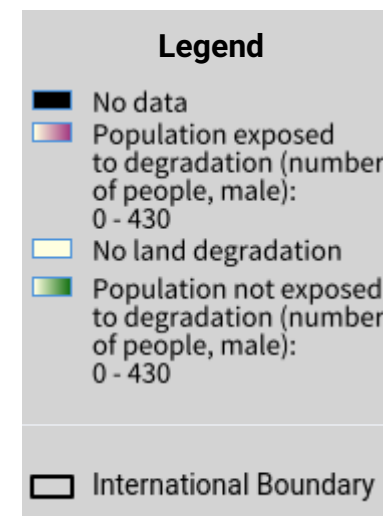 Legend
No data
Population exposed
to degradation (number
of people, male):
0 - 430
No land degradation
Population not exposed
to degradation (number
of people, male):
0 - 430
International Boundary